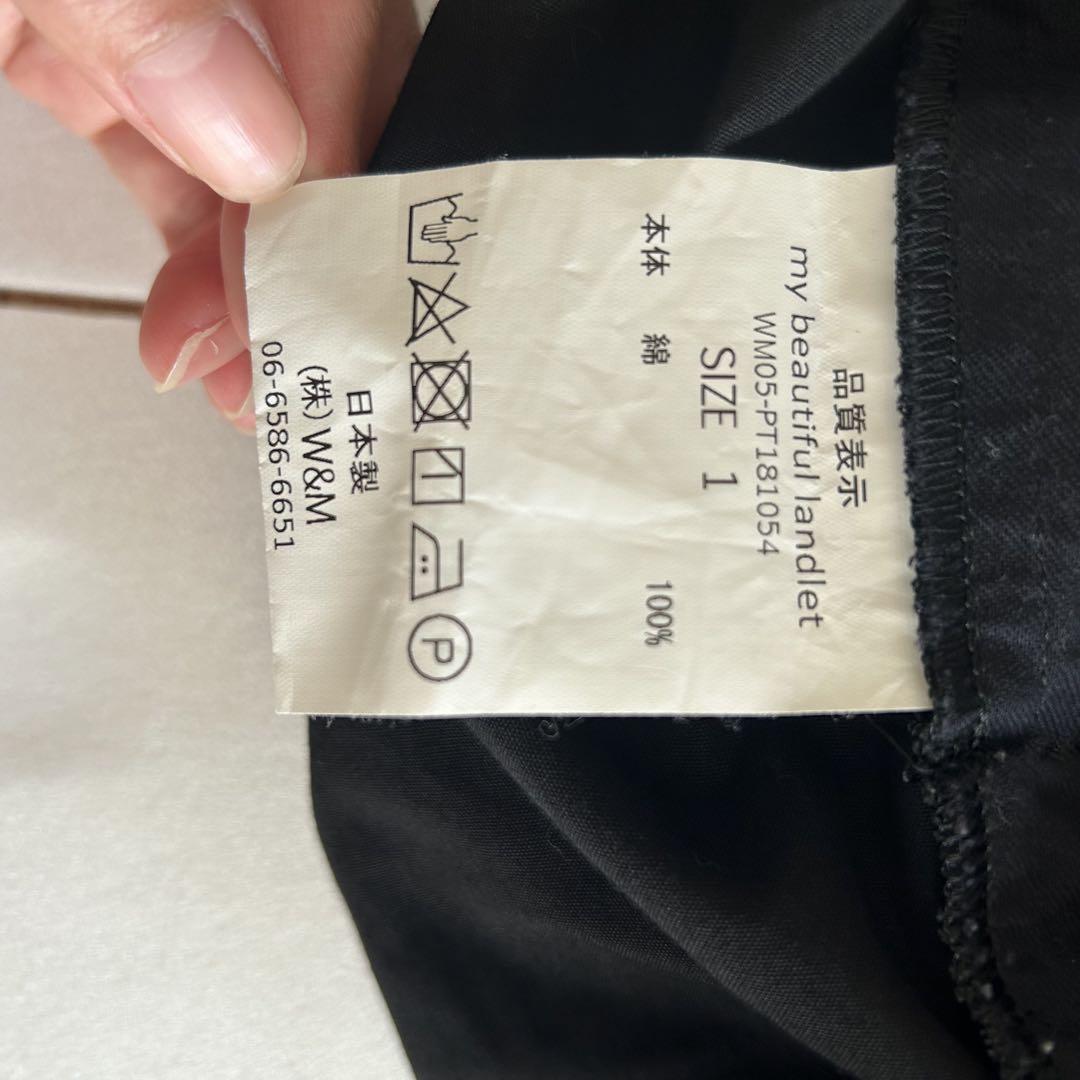 品質表示
my beautiful landlet
WM05-PT181054
SIZE 1
本体 綿 100%
P
日本製
(株)W&M
06-6586-6651